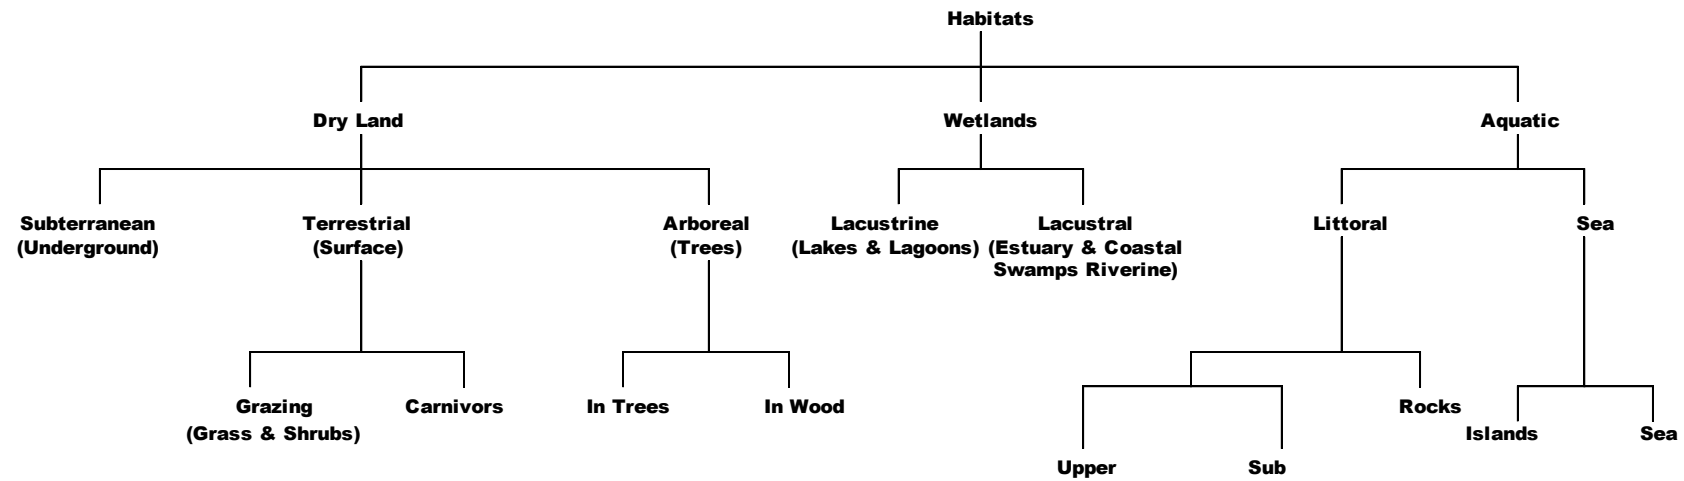 Habitats
Dry Land
Wetlands
Aquatic
Subterranean
(Underground)
Terrestrial
(Surface)
Arboreal
(Trees)
Lacustrine
(Lakes & Lagoons)
Lacustral
(Estuary & Coastal
Swamps Riverine)
Littoral
Sea
Grazing
(Grass & Shrubs)
Carnivors
In Trees
In Wood
Rocks
Islands
Sea
Upper
Sub